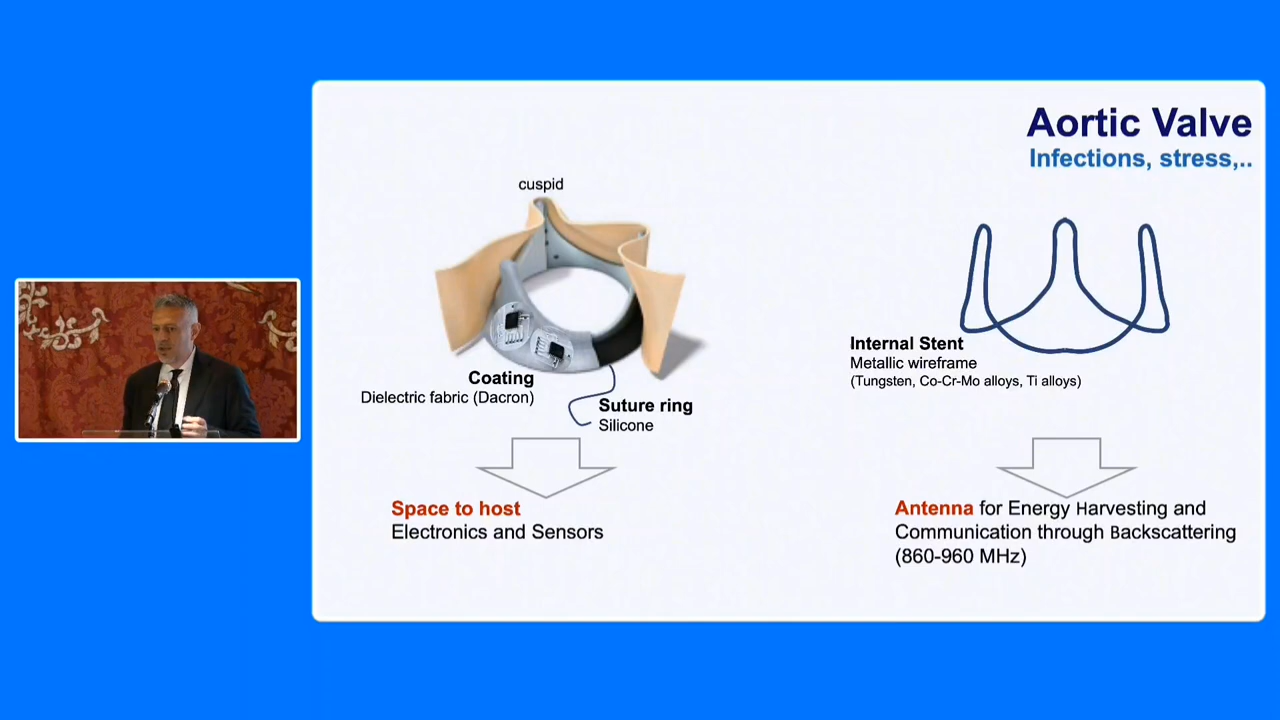 Aortic Valve
Infections, stress,..
cuspid
Coating
Dielectric fabric (Dacron)
Suture ring
Silicone
Space to host
Electronics and Sensors
Internal Stent
Metallic wireframe
(Tungsten, Co-Cr-Mo alloys, Ti alloys)
Antenna for Energy Harvesting and
Communication through Backscattering
(860-960 MHz)